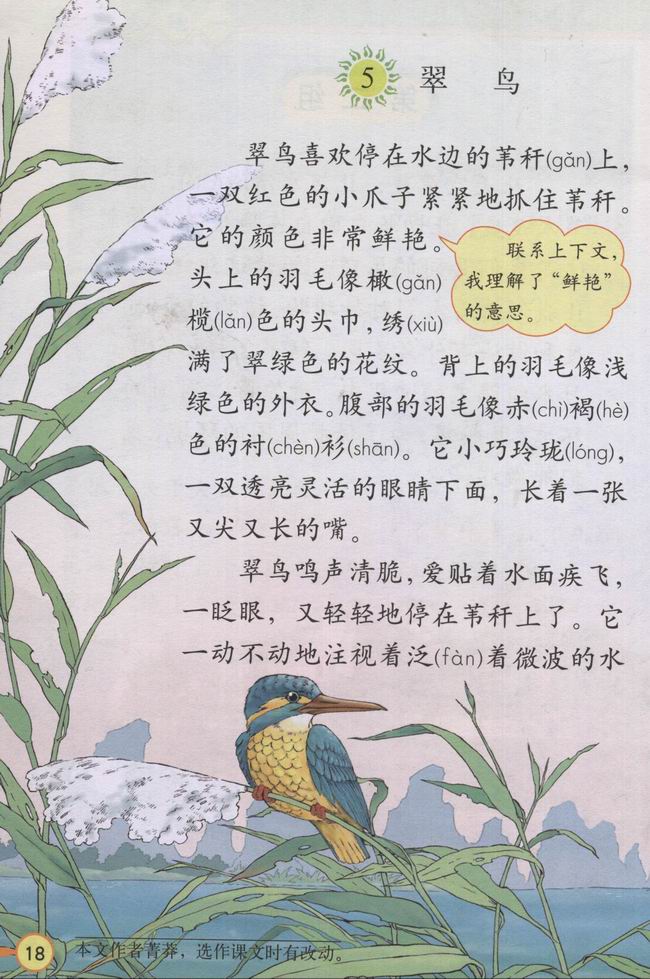 5 翠鸟
翠鸟喜欢停在水边的苇秆(gǎn)上，
一双红色的小爪子紧紧地抓住苇秆。
它的颜色非常鲜艳。
头上的羽毛像橄(gǎn)
榄(lǎn)色的头巾，绣(xiù)
满了翠绿色的花纹。背上的羽毛像浅
绿色的外衣。腹部的羽毛像赤(chì)褐(hè)
色的衬(chèn)衫(shān)。它小巧玲珑(lóng)，
一双透亮灵活的眼睛下面，长着一张
又尖又长的嘴。
联系上下文，
我理解了“鲜艳”
的意思。
翠鸟鸣声清脆，爱贴着水面疾飞，
一眨眼，又轻轻地停在苇秆上了。它
一动不动地注视着泛(fàn)着微波的水
18 本文作者菁莽，选作课文时有改动。